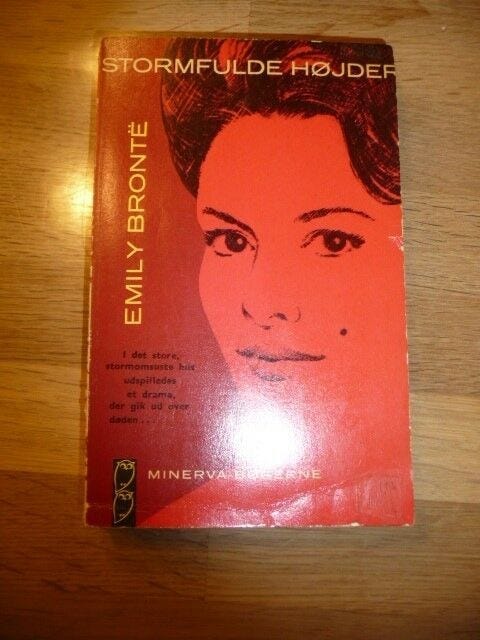 STORMFULDE HØJDER
EMILY BRONTË
I det store,
stormomsuste hus
udspilledes
et drama,
der gik ud over
døden...
MINERVA-BØGERNE